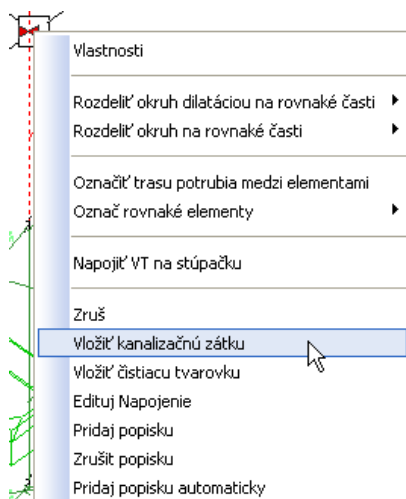 Vlastnosti
Rozdeliť okruh dilatáciou na rovnaké časti
Rozdeliť okruh na rovnaké časti
Označiť trasu potrubia medzi elementami
Označ rovnaké elementy
Napojiť VT na stúpačku
Zruš
Vložiť kanalizačnú zátku
Vložiť čistiacu tvarovku
Edituj Napojenie
Pridaj popisku
Zrušit popisku
Pridaj popisku automaticky